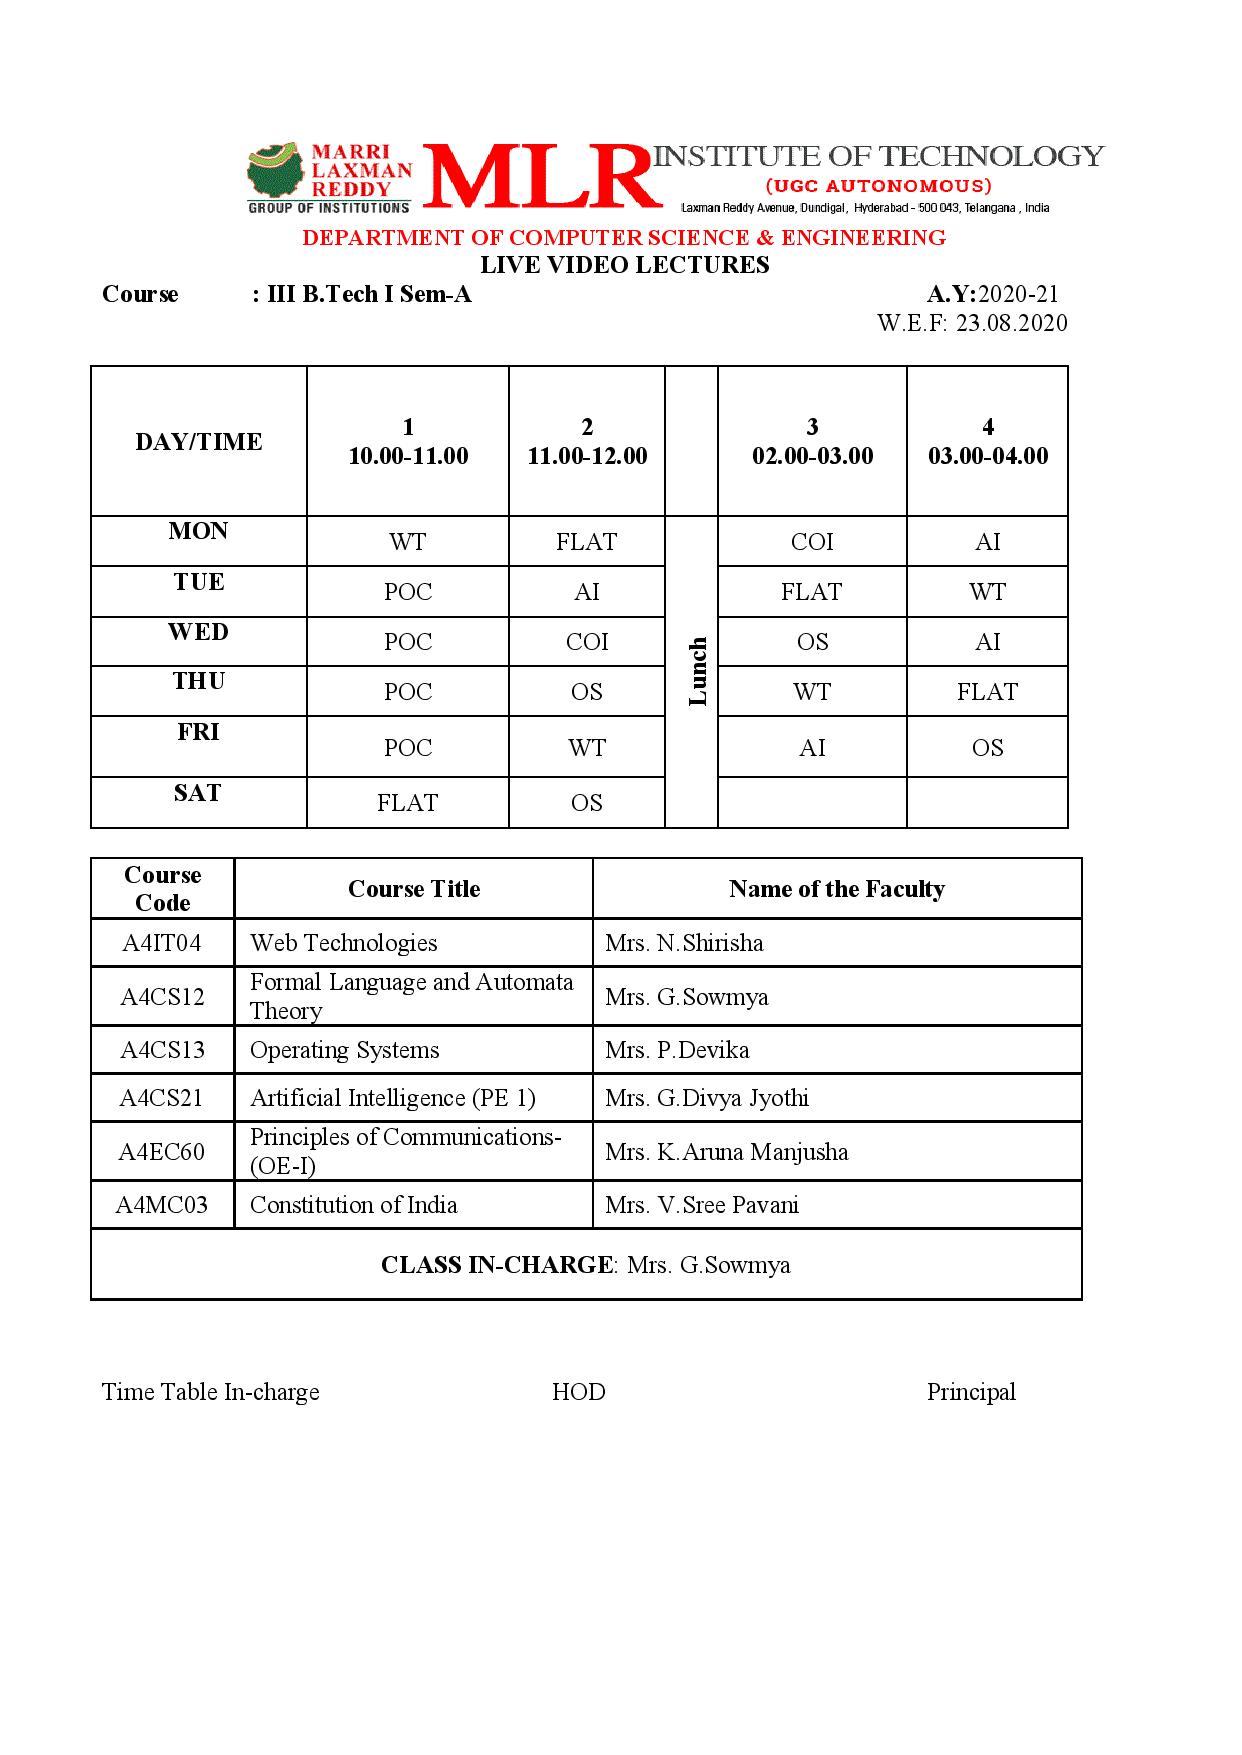 MARRI
LAXMAN
REDDY
GROUP OF INSTITUTIONS
MLR INSTITUTE OF TECHNOLOGY
(UGC AUTONOMOUS)
Laxman Reddy Avenue, Dundigal, Hyderabad - 500 043, Telangana , India
DEPARTMENT OF COMPUTER SCIENCE & ENGINEERING
LIVE VIDEO LECTURES
Course : III B.Tech I Sem-A A.Y:2020-21
W.E.F: 23.08.2020
DAY/TIME 1 10.00-11.00 2 11.00-12.00 3 02.00-03.00 4 03.00-04.00
MON WT FLAT COI AI
TUE POC AI FLAT WT
WED POC COI OS AI
Lunch
THU POC OS WT FLAT
FRI POC WT AI OS
SAT FLAT OS
Course Code Course Title Name of the Faculty
A4IT04 Web Technologies Mrs. N.Shirisha
A4CS12 Formal Language and Automata Theory Mrs. G.Sowmya
A4CS13 Operating Systems Mrs. P.Devika
A4CS21 Artificial Intelligence (PE 1) Mrs. G.Divya Jyothi
A4EC60 Principles of Communications-(OE-I) Mrs. K.Aruna Manjusha
A4MC03 Constitution of India Mrs. V.Sree Pavani
CLASS IN-CHARGE: Mrs. G.Sowmya
Time Table In-charge HOD Principal